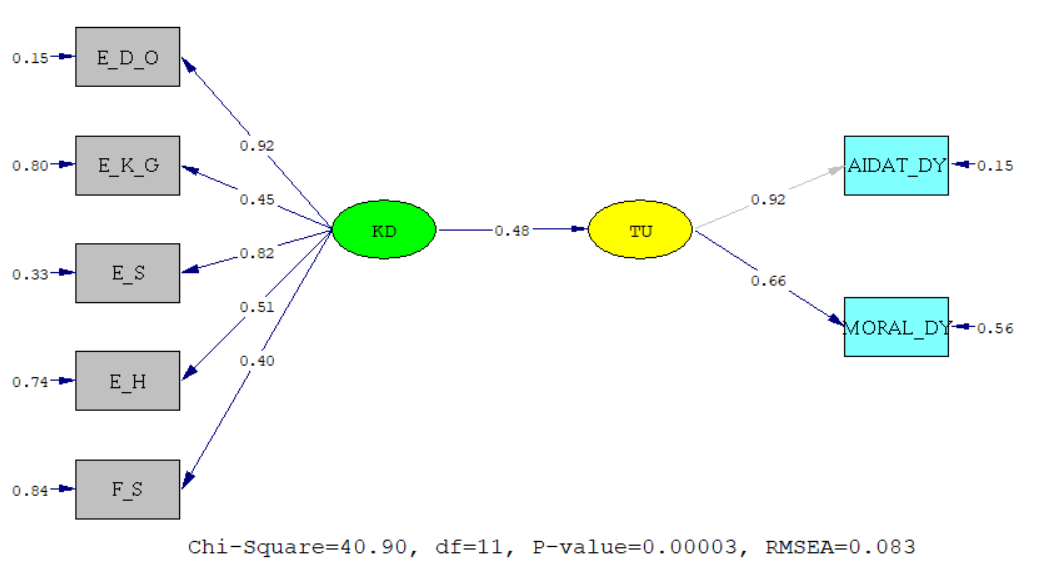 0.15 E_D_O
0.92
0.80 E_K_G 0.45 0.92 AIDAT_DY 0.15
KD 0.48 TU
0.33 E_S 0.82
0.66
0.51
MORAL_DY 0.56
0.40
0.74 E_H
0.84 F_S
Chi-Square=40.90, df=11, P-value=0.00003, RMSEA=0.083